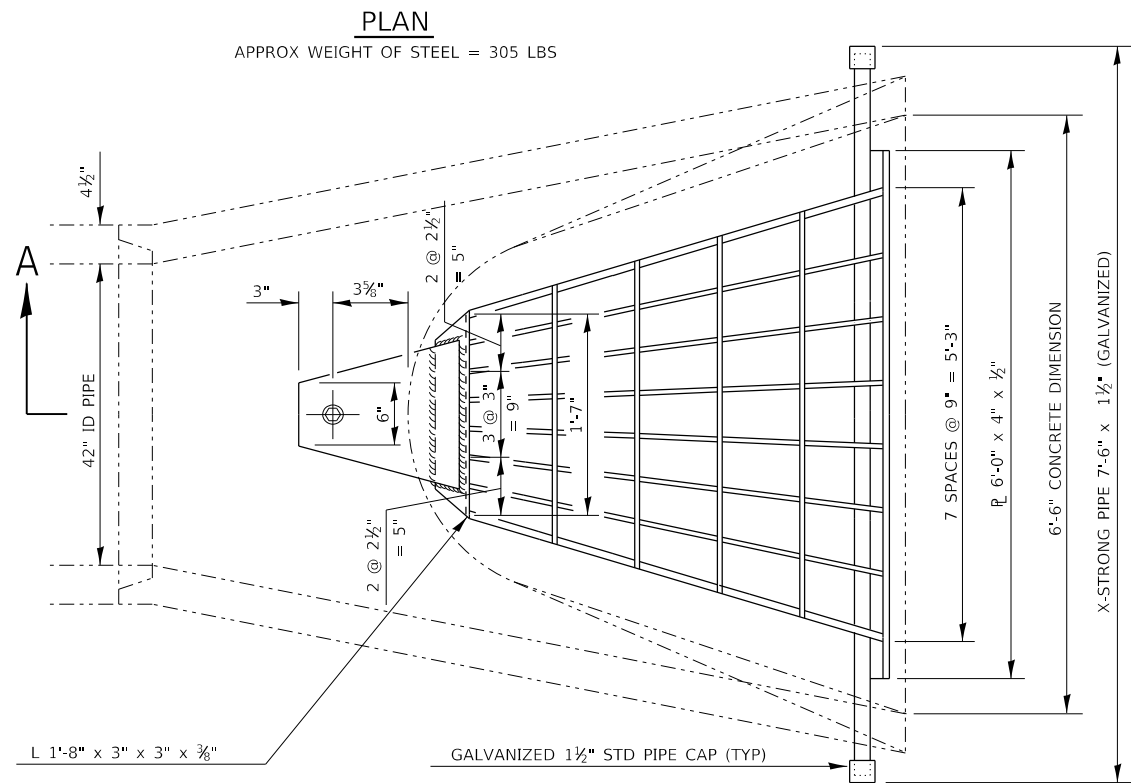 PLAN
APPROX WEIGHT OF STEEL = 305 LBS
4½"
A
42" ID PIPE
3"
3⅝"
6"
2 @ 2½"
= 5"
3 @ 3"
= 9"
1'-7"
2 @ 2½"
= 5"
7 SPACES @ 9" = 5'-3"
℄ 6'-0" x 4" x ½"
6'-6" CONCRETE DIMENSION
X-STRONG PIPE 7'-6" x 1½" (GALVANIZED)
L 1'-8" x 3" x 3" x ⅜"
GALVANIZED 1½" STD PIPE CAP (TYP)